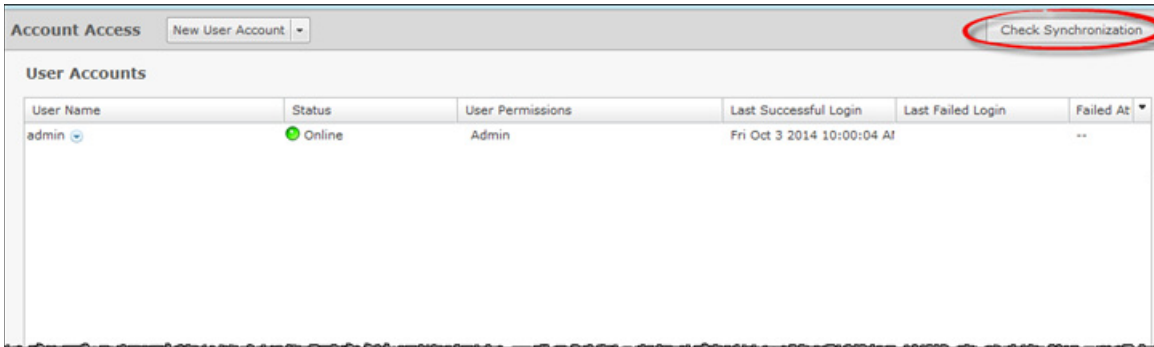 Account Access New User Account Check Synchronization
User Accounts
User Name Status User Permissions Last Successful Login Last Failed Login Failed At
admin Online Admin Fri Oct 3 2014 10:00:04 AM --